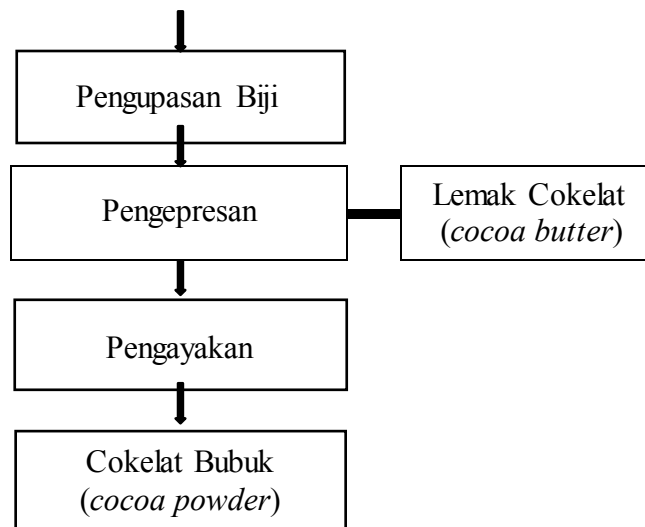 Pengupasan Biji
Pengepresan
Lemak Cokelat
(cocoa butter)
Pengayakan
Cokelat Bubuk
(cocoa powder)